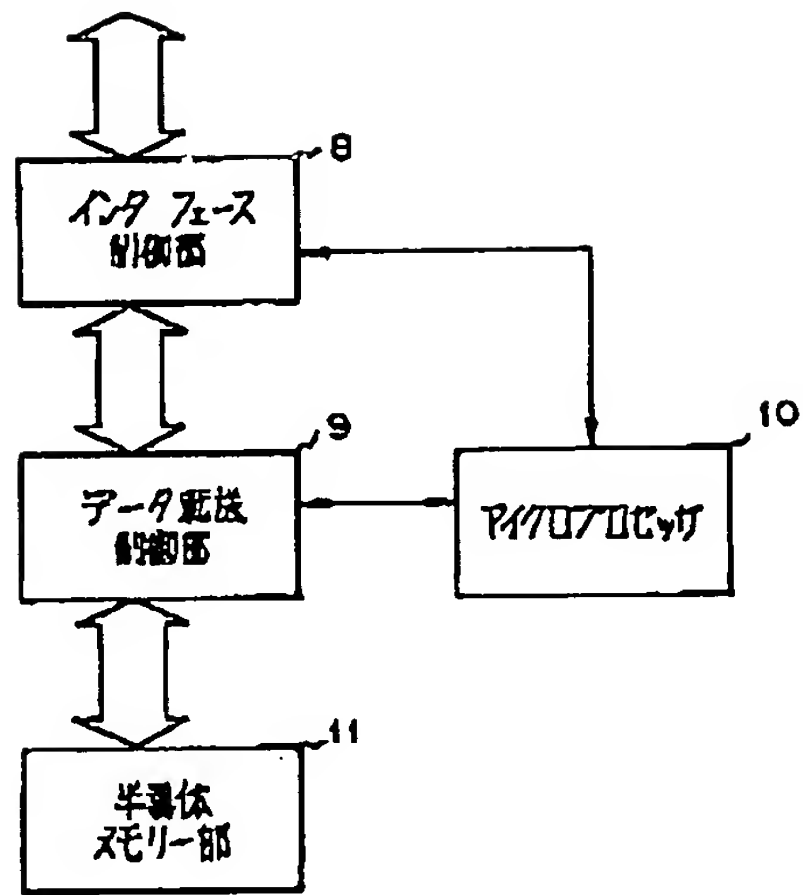 8
インタフェース
制御部
9
データ転送
制御部
10
マイクロプロセッサ
11
半導体
メモリー部